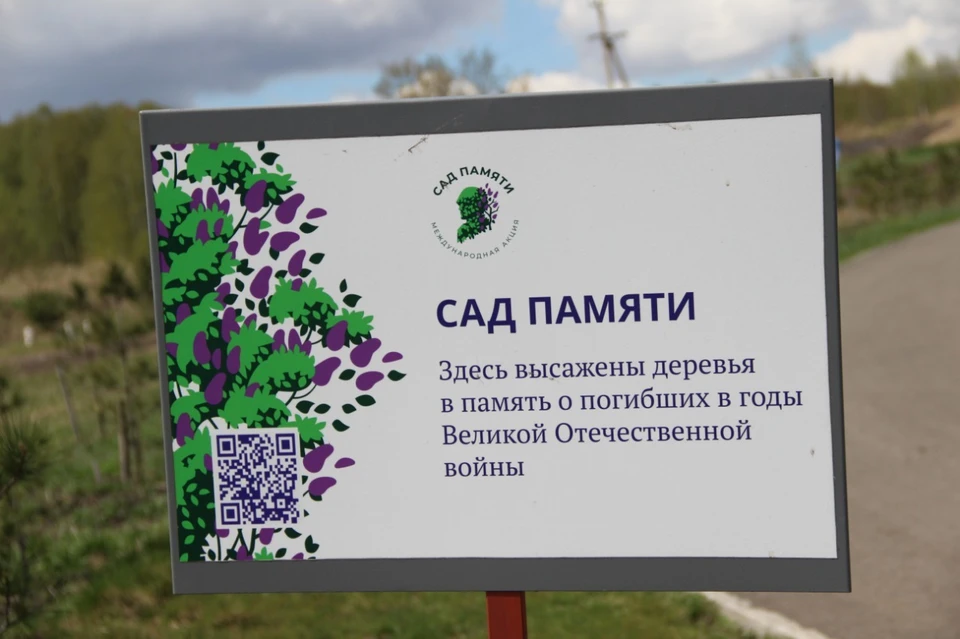 САД ПАМЯТИ
МЕЖДУНАРОДНАЯ АКЦИЯ
САД ПАМЯТИ
Здесь высажены деревья
в память о погибших в годы
Великой Отечественной
войны